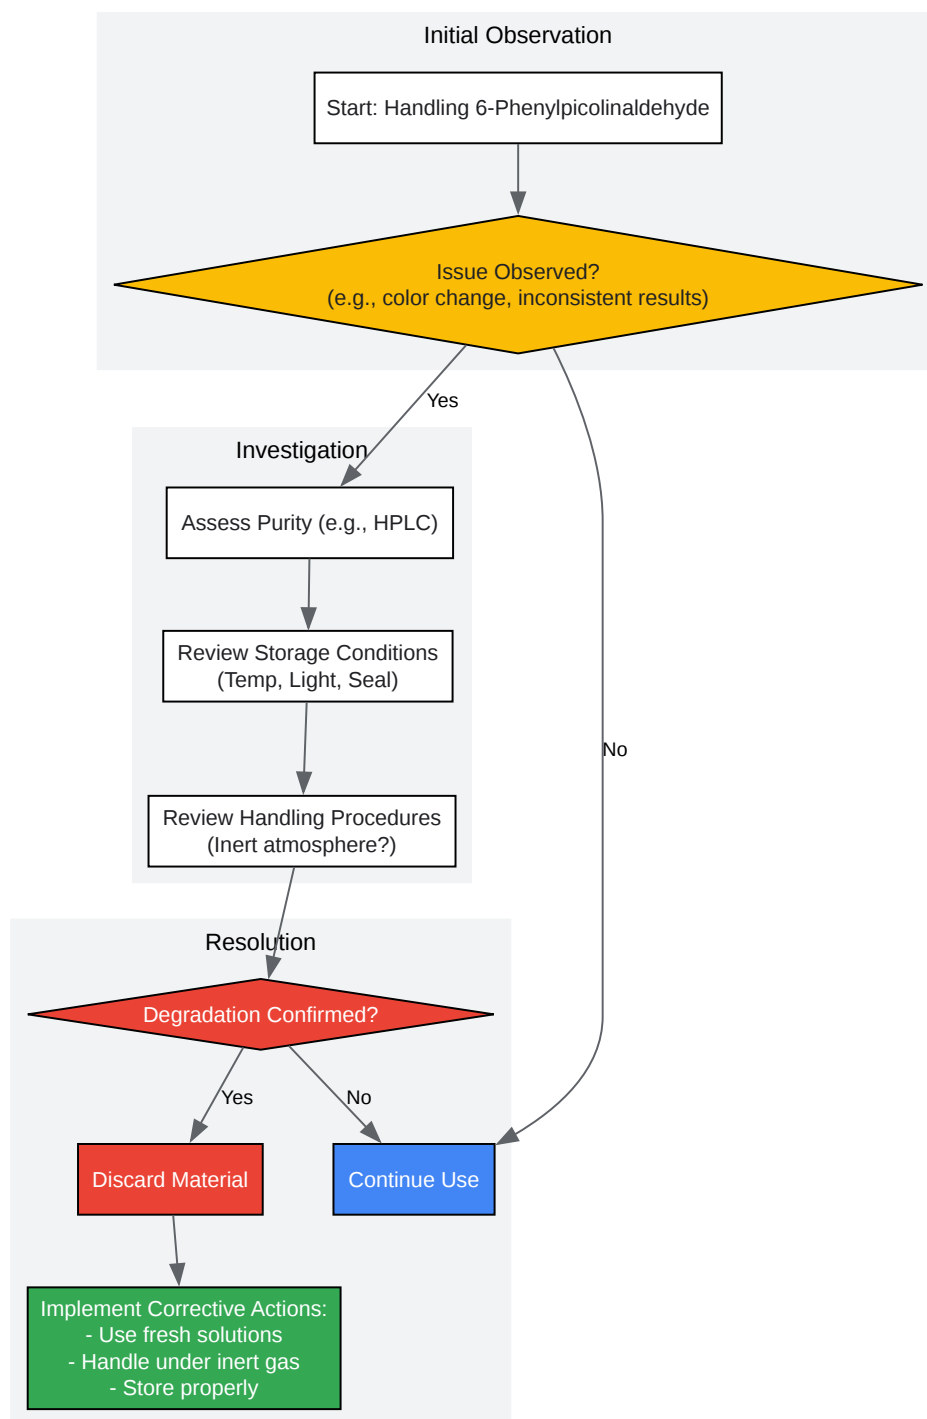 Initial Observation
Start: Handling 6-Phenylpicolinaldehyde
Issue Observed?
(e.g., color change, inconsistent results)
Yes
Investigation
Assess Purity (e.g., HPLC)
Review Storage Conditions
(Temp, Light, Seal)
No
Review Handling Procedures
(Inert atmosphere?)
Resolution
Degradation Confirmed?
Yes
No
Discard Material
Continue Use
Implement Corrective Actions:
- Use fresh solutions
- Handle under inert gas
- Store properly